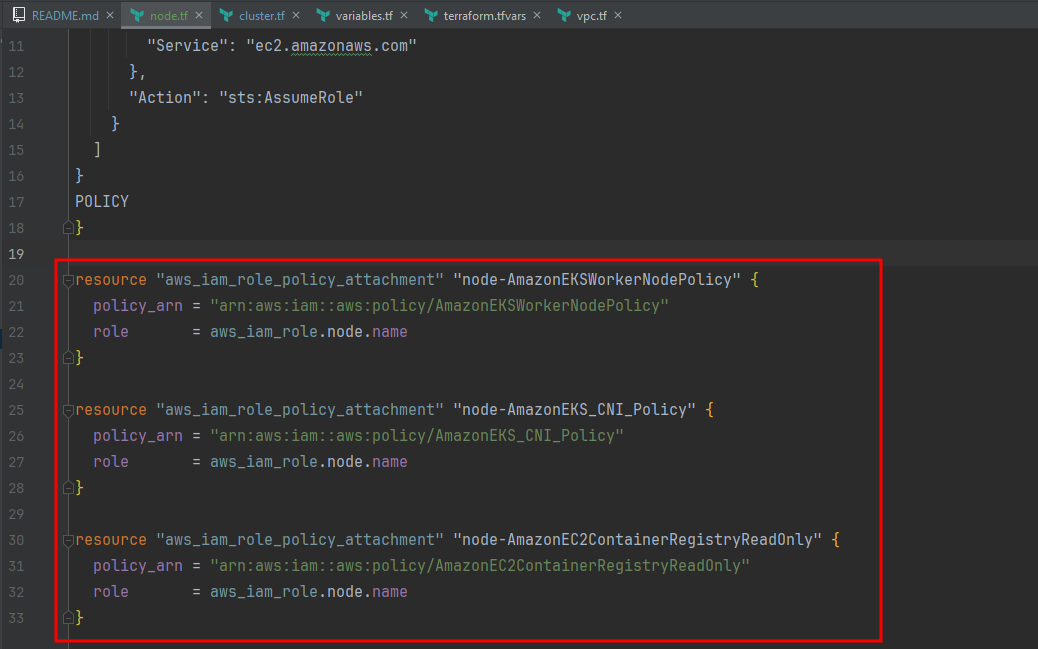 README.md × node.tf × cluster.tf × variables.tf × terraform.tfvars × vpc.tf ×
11 "Service": "ec2.amazonaws.com"
12 },
13 "Action": "sts:AssumeRole"
14 }
15 ]
16 }
17 POLICY
18 }
19
20 resource "aws_iam_role_policy_attachment" "node-AmazonEKSWorkerNodePolicy" {
21 policy_arn = "arn:aws:iam::aws:policy/AmazonEKSWorkerNodePolicy"
22 role = aws_iam_role.node.name
23 }
24
25 resource "aws_iam_role_policy_attachment" "node-AmazonEKS_CNI_Policy" {
26 policy_arn = "arn:aws:iam::aws:policy/AmazonEKS_CNI_Policy"
27 role = aws_iam_role.node.name
28 }
29
30 resource "aws_iam_role_policy_attachment" "node-AmazonEC2ContainerRegistryReadOnly" {
31 policy_arn = "arn:aws:iam::aws:policy/AmazonEC2ContainerRegistryReadOnly"
32 role = aws_iam_role.node.name
33 }